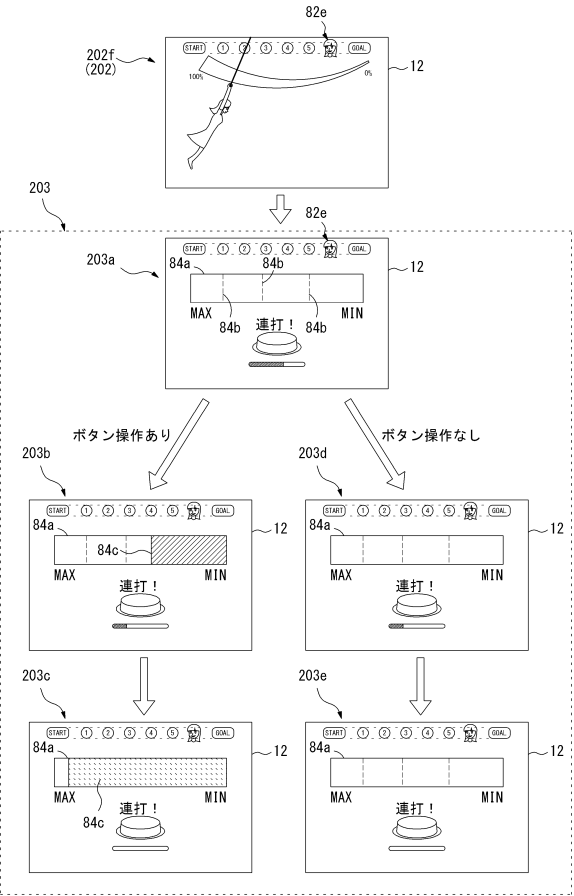 82e
202f
(202)
START 1 2 3 4 5 GOAL
12
100%
0%
203
82e
START 1 2 3 4 5 GOAL
203a
12
84a
84b
MAX
84b
84b
MIN
連打！
ボタン操作あり
ボタン操作なし
203b
203d
START 1 2 3 4 5 GOAL
START 1 2 3 4 5 GOAL
84a
12
84a
12
84c
MAX
MIN
MAX
MIN
連打！
連打！
203c
203e
START 1 2 3 4 5 GOAL
START 1 2 3 4 5 GOAL
84a
12
84a
12
MAX
MIN
MAX
MIN
84c
連打！
連打！